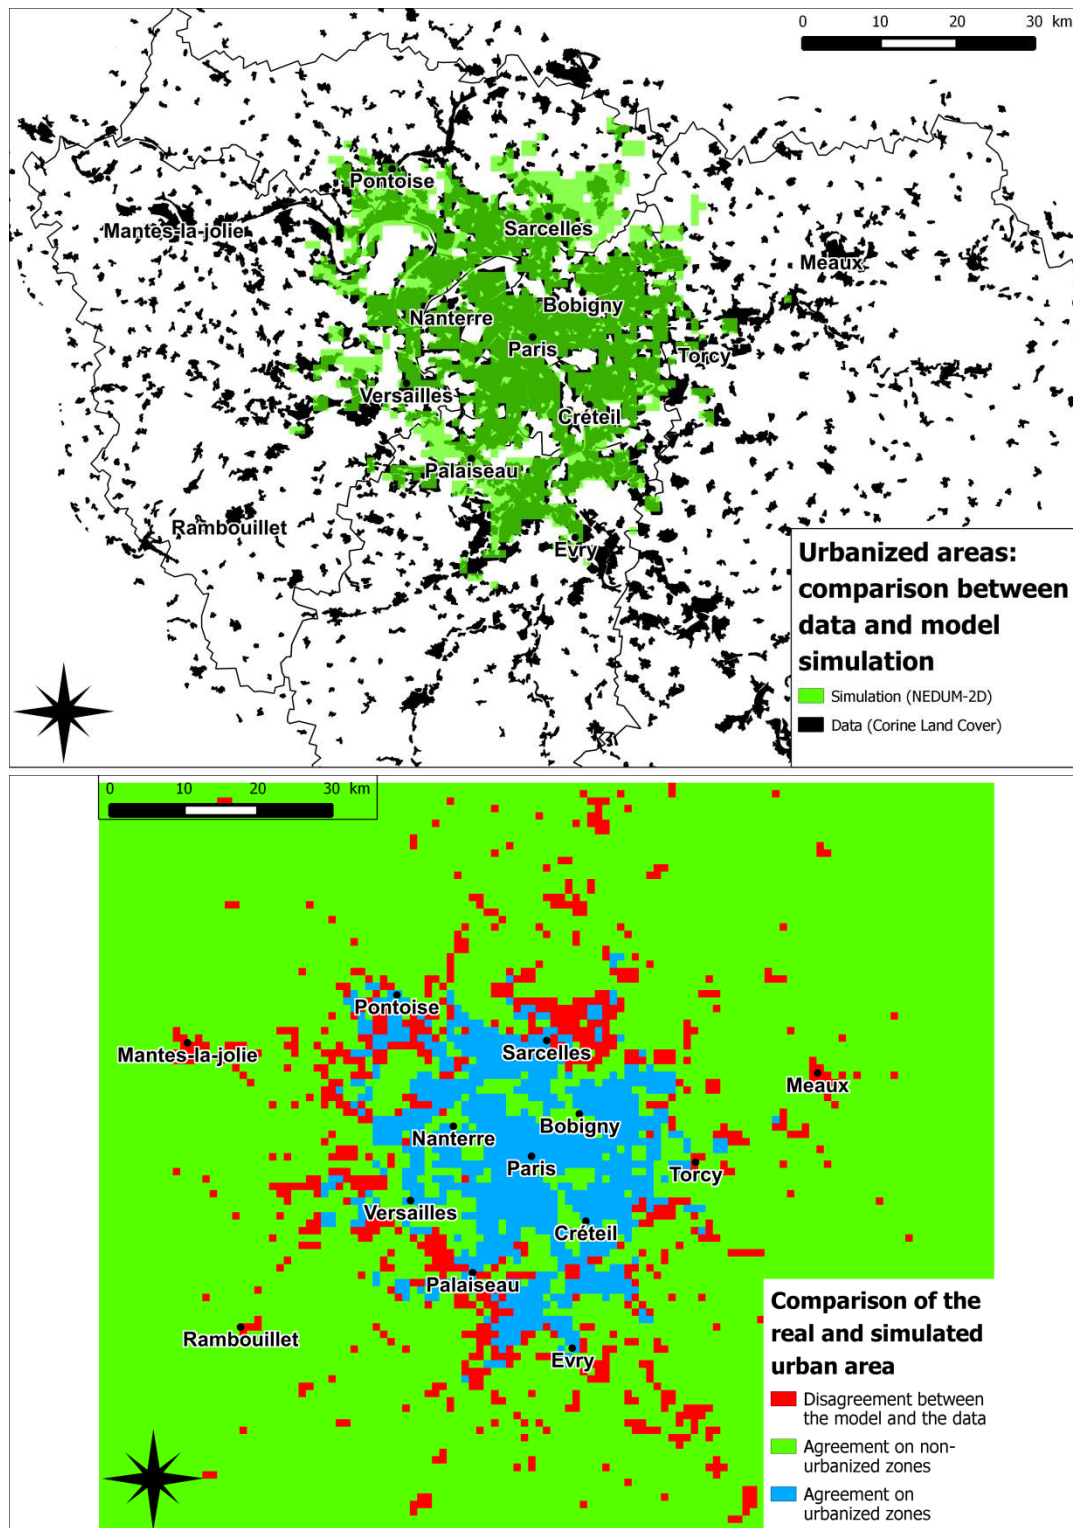 0 10 20 30 km
Pontoise
Mantes-la jolie
Sarcelles
Meaux
Bobigny
Nanterre
Paris
Torcy
Versailles
Créteil
Palaiseau
Rambouillet
Evry
Urbanized areas:
comparison between
data and model
simulation
Simulation (NEDUM-2D)
Data (Corine Land Cover)
0 10 20 30 km
Pontoise
Mantes-la-jolie
Sarcelles
Meaux
Bobigny
Nanterre
Paris
Torcy
Versailles
Créteil
Palaiseau
Rambouillet
Evry
Comparison of the
real and simulated
urban area
Disagreement between
the model and the data
Agreement on non-
urbanized zones
Agreement on
urbanized zones